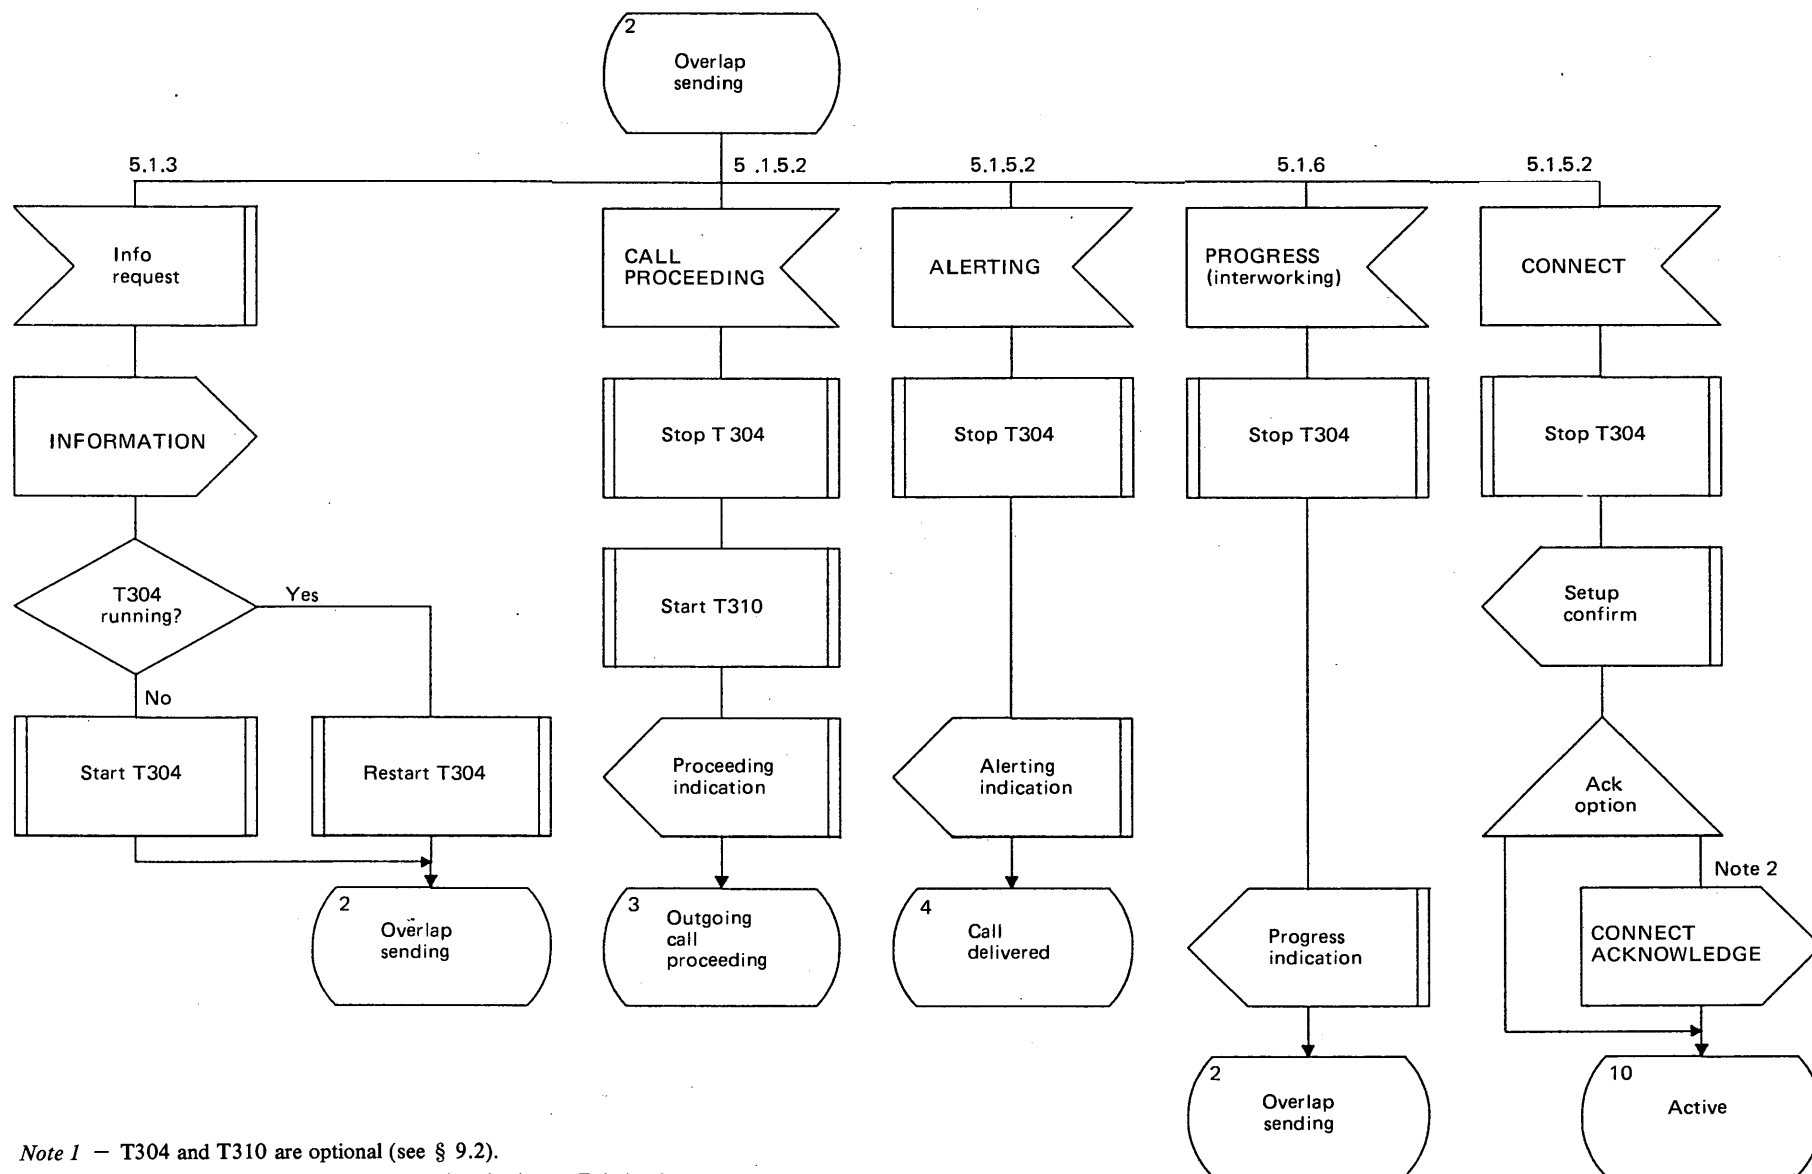 2
Overlap
sending
5.1.3
5 .1.5.2
5.1.5.2
5.1.6
5.1.5.2
Info
request
CALL
PROCEEDING
ALERTING
PROGRESS
(interworking)
CONNECT
INFORMATION
Stop T304
Stop T304
Stop T304
Stop T304
T304
running?
Yes
No
Start T310
Setup
confirm
Start T304
Restart T304
Proceeding
indication
Alerting
indication
Ack
option
Note 2
2
Overlap
sending
3
Outgoing
call
proceeding
4
Call
delivered
Progress
indication
CONNECT
ACKNOWLEDGE
2
Overlap
sending
10
Active
Note 1 — T304 and T310 are optional (see § 9.2).